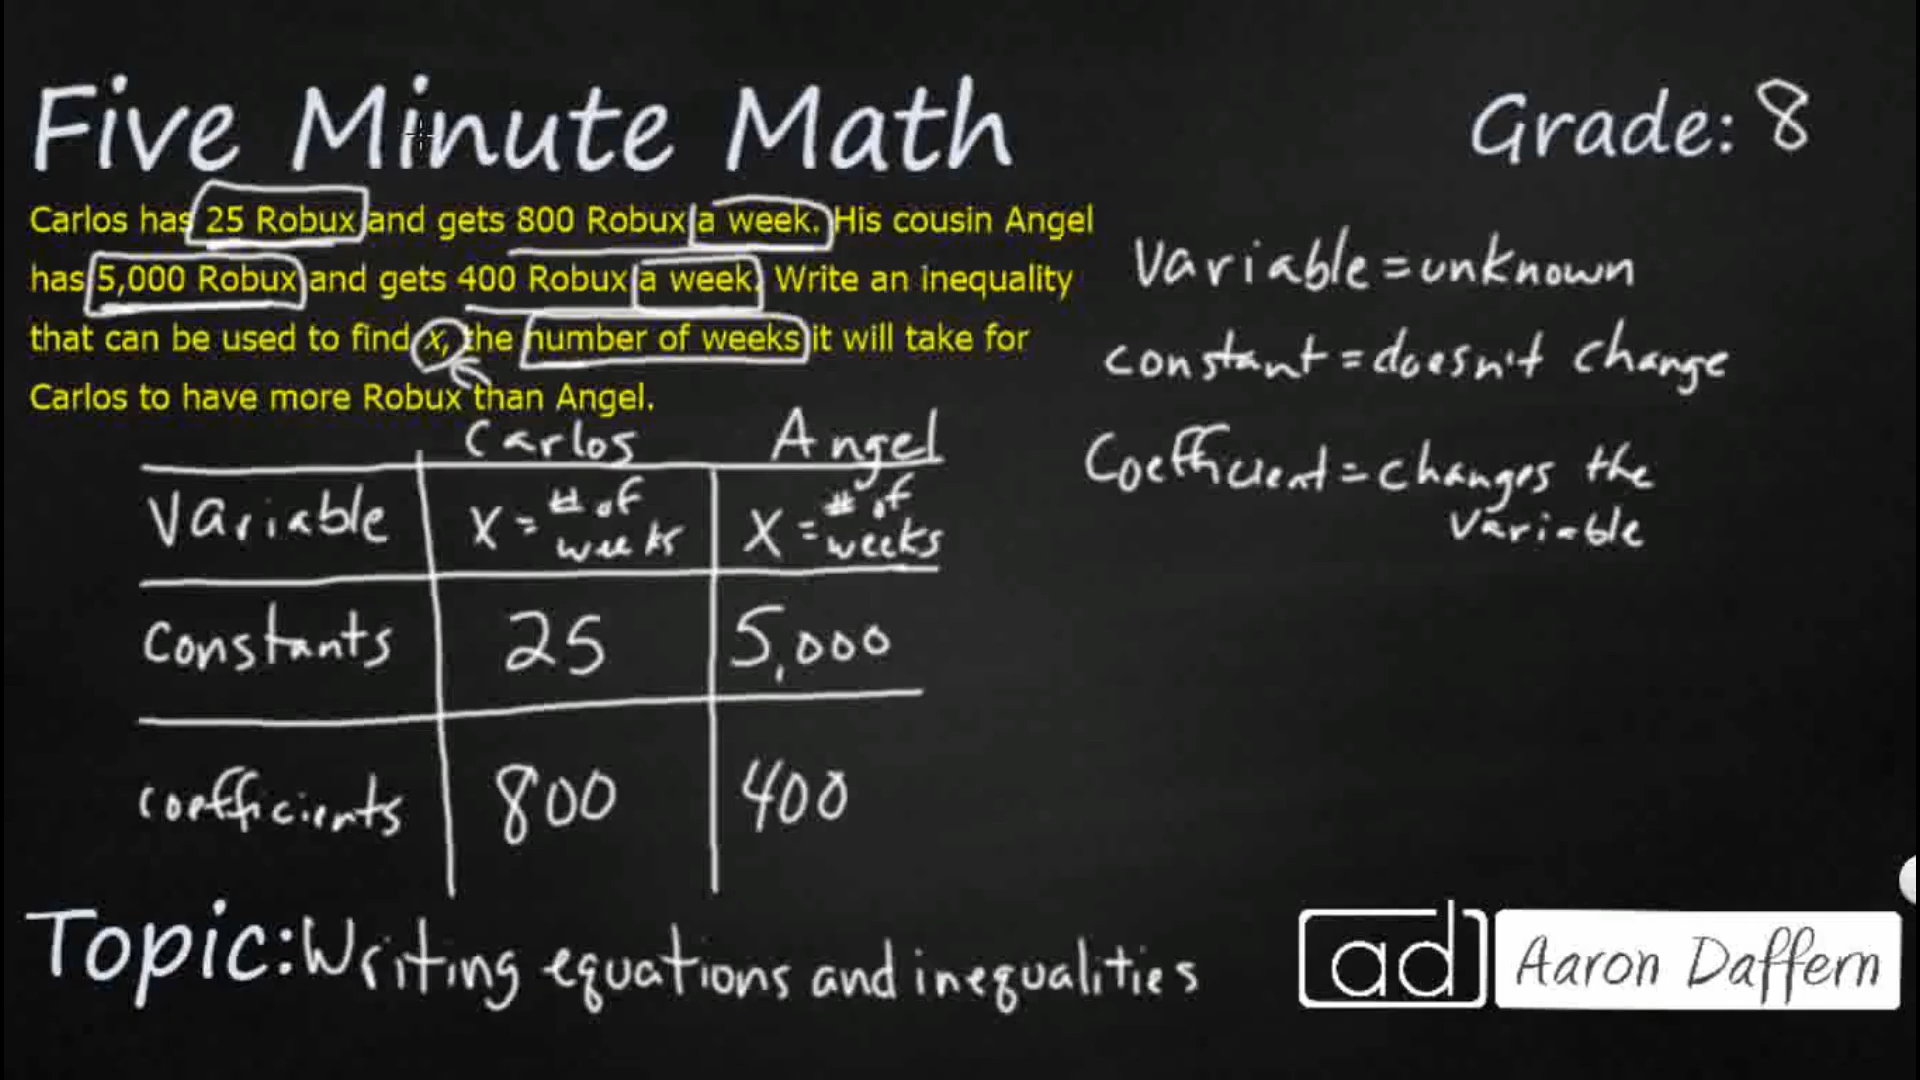 Five Minute Math
Grade: 8
Carlos has 25 Robux and gets 800 Robux a week. His cousin Angel
has 5,000 Robux and gets 400 Robux a week. Write an inequality
that can be used to find x, the number of weeks it will take for
Carlos to have more Robux than Angel.
Variable = unknown
constant = doesn't change
Coefficient = changes the
variable
Carlos Angel
Variable x = # of weeks x = # of weeks
Constants 25 5,000
coefficients 800 400
Topic: Writing equations and inequalities
ad Aaron Daffern